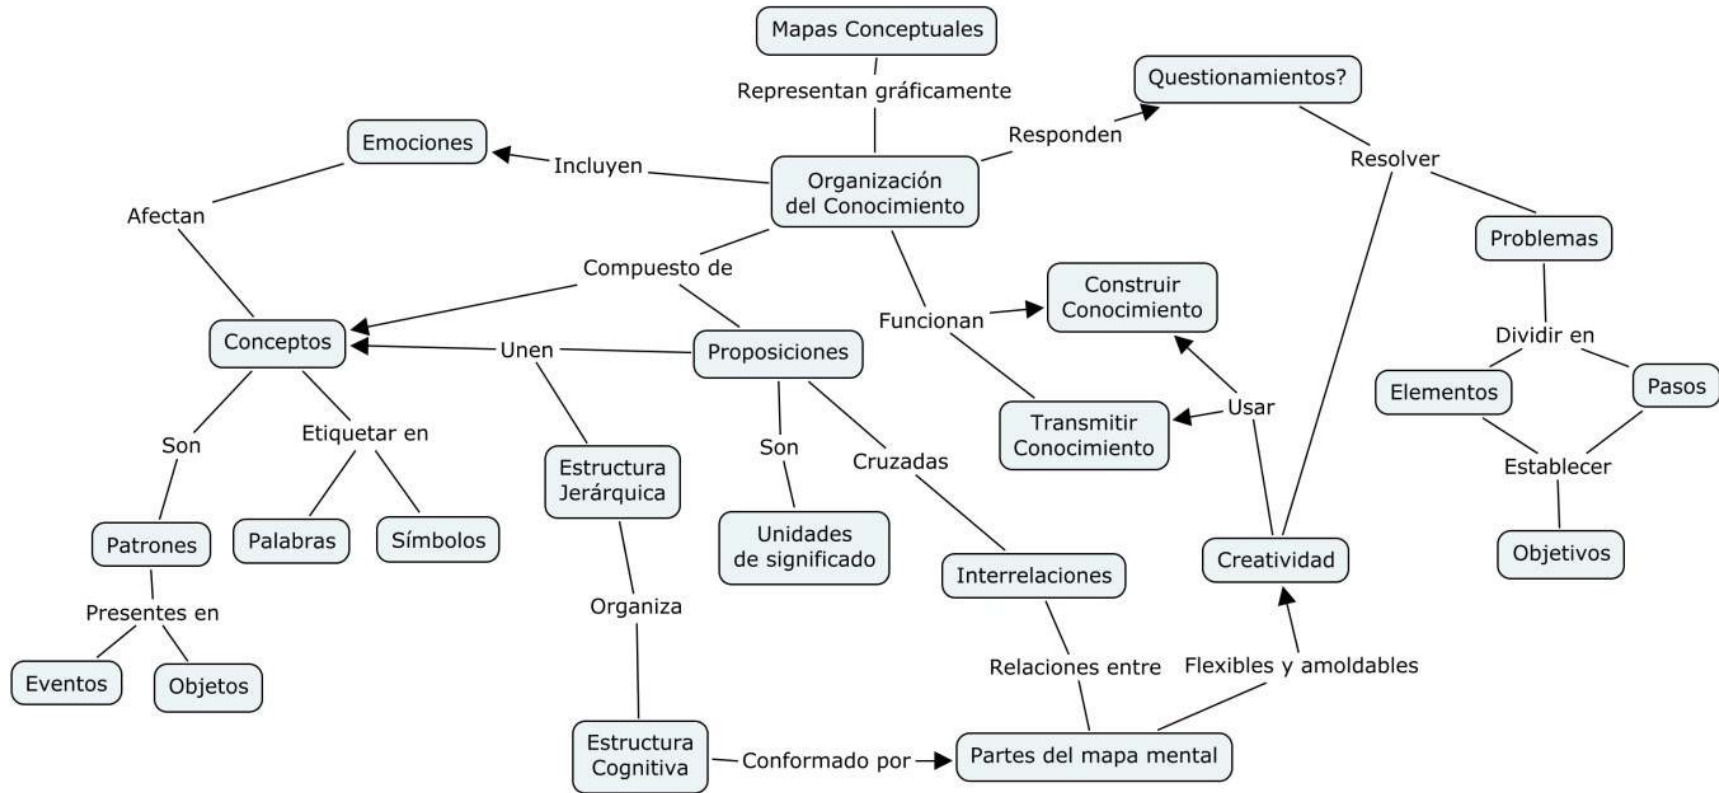 Mapas Conceptuales
Representan gráficamente
Questionamientos?
Emociones
Incluyen
Responden
Resolver
Organización
del Conocimiento
Afectan
Compuesto de
Problemas
Construir
Conocimiento
Funcionan
Conceptos
Unen
Proposiciones
Dividir en
Elementos
Pasos
Transmitir
Conocimiento
Usar
Son
Etiquetar en
Estructura
Jerárquica
Son
Cruzadas
Establecer
Patrones
Palabras
Símbolos
Unidades
de significado
Interrelaciones
Creatividad
Objetivos
Presentes en
Organiza
Eventos
Objetos
Relaciones entre
Flexibles y amoldables
Estructura
Cognitiva
Conformado por
Partes del mapa mental